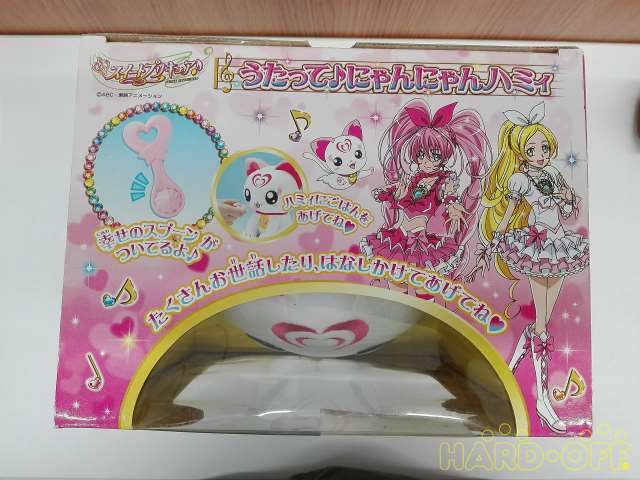 スイートプリキュア♪
うたって♪にゃんにゃんハミィ
©ABC・東映アニメーション
ハミィにごはんを
あげてね♥
幸せのスプーンが
ついてるよ♪
たくさんお世話したり、はなしかけてあげてね♥
HARD・OFF